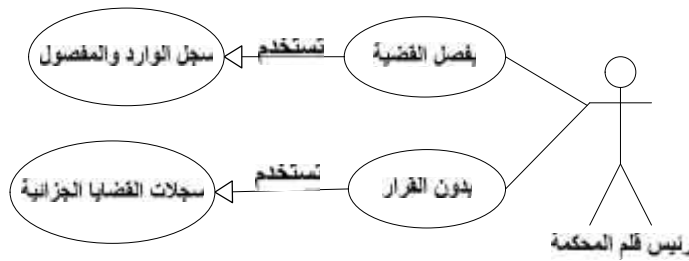 سجل الوارد والمفصول تستخدم يفصل القضية
سجلات القضايا الجزائية تستخدم يدون القرار
رئيس قلم المحكمة